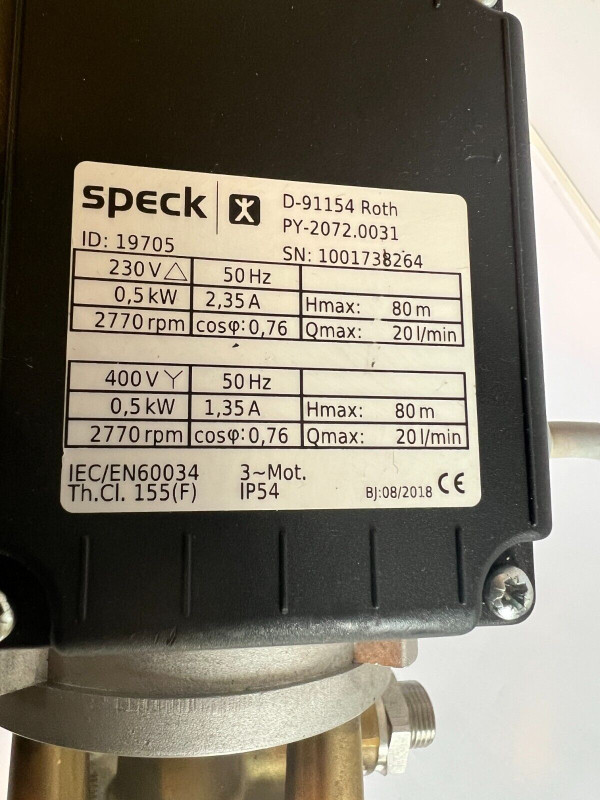 speck D-91154 Roth
PY-2072.0031
ID: 19705 SN: 1001738264
230 V △ 50 Hz
0,5 kW 2,35 A Hmax: 80 m
2770 rpm cosφ: 0,76 Qmax: 20 l/min
400 V Y 50 Hz
0,5 kW 1,35 A Hmax: 80 m
2770 rpm cosφ: 0,76 Qmax: 20 l/min
IEC/EN60034 3~Mot.
Th.Cl. 155(F) IP54 BJ:08/2018 CE